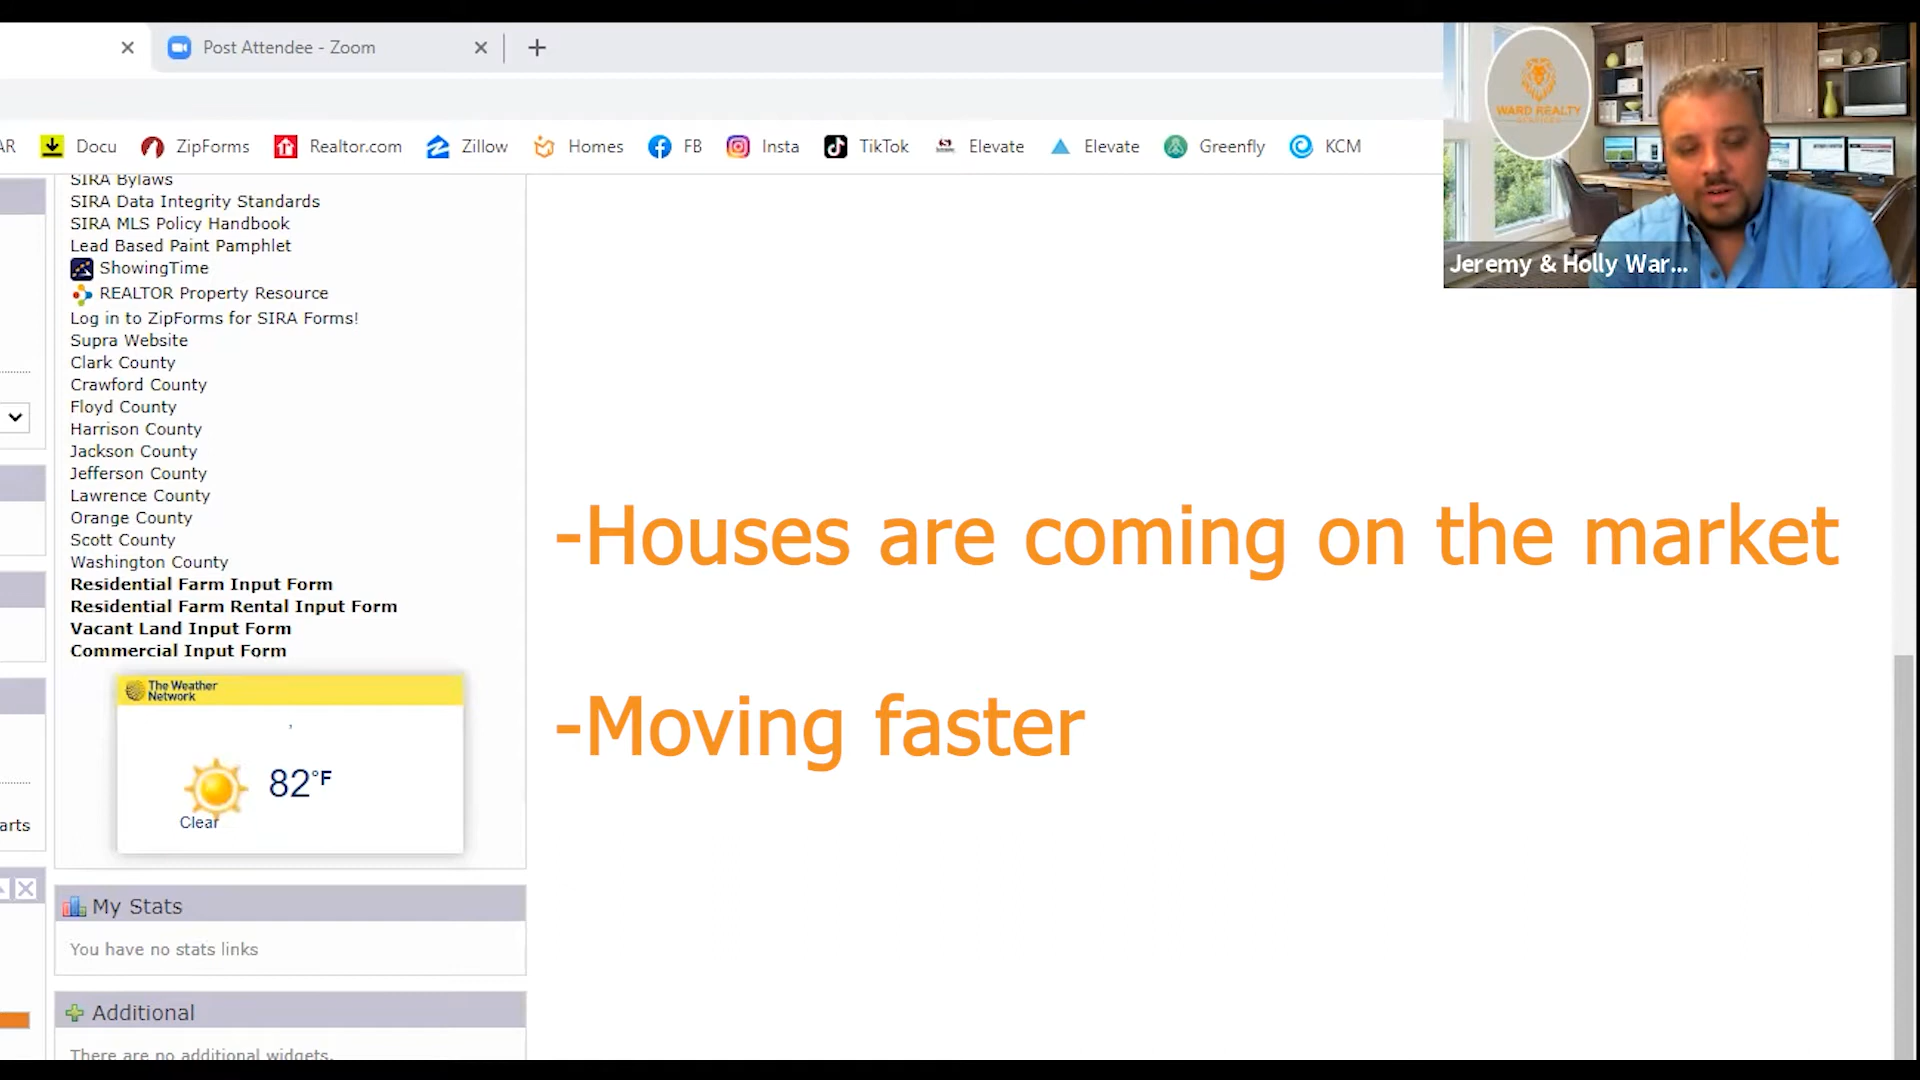 Post Attendee - Zoom
AR
Docu
ZipForms
Realtor.com
Zillow
Homes
FB
Insta
TikTok
Elevate
Elevate
Greenfly
KCM
WARD REALTY
SERVICES
Jeremy & Holly War...
SIRA Bylaws
SIRA Data Integrity Standards
SIRA MLS Policy Handbook
Lead Based Paint Pamphlet
ShowingTime
REALTOR Property Resource
Log in to ZipForms for SIRA Forms!
Supra Website
Clark County
Crawford County
Floyd County
Harrison County
Jackson County
Jefferson County
Lawrence County
Orange County
Scott County
Washington County
Residential Farm Input Form
Residential Farm Rental Input Form
Vacant Land Input Form
Commercial Input Form
The Weather
Network
,
82°F
Clear
arts
My Stats
You have no stats links
Additional
There are no additional widgets.
-Houses are coming on the market
-Moving faster